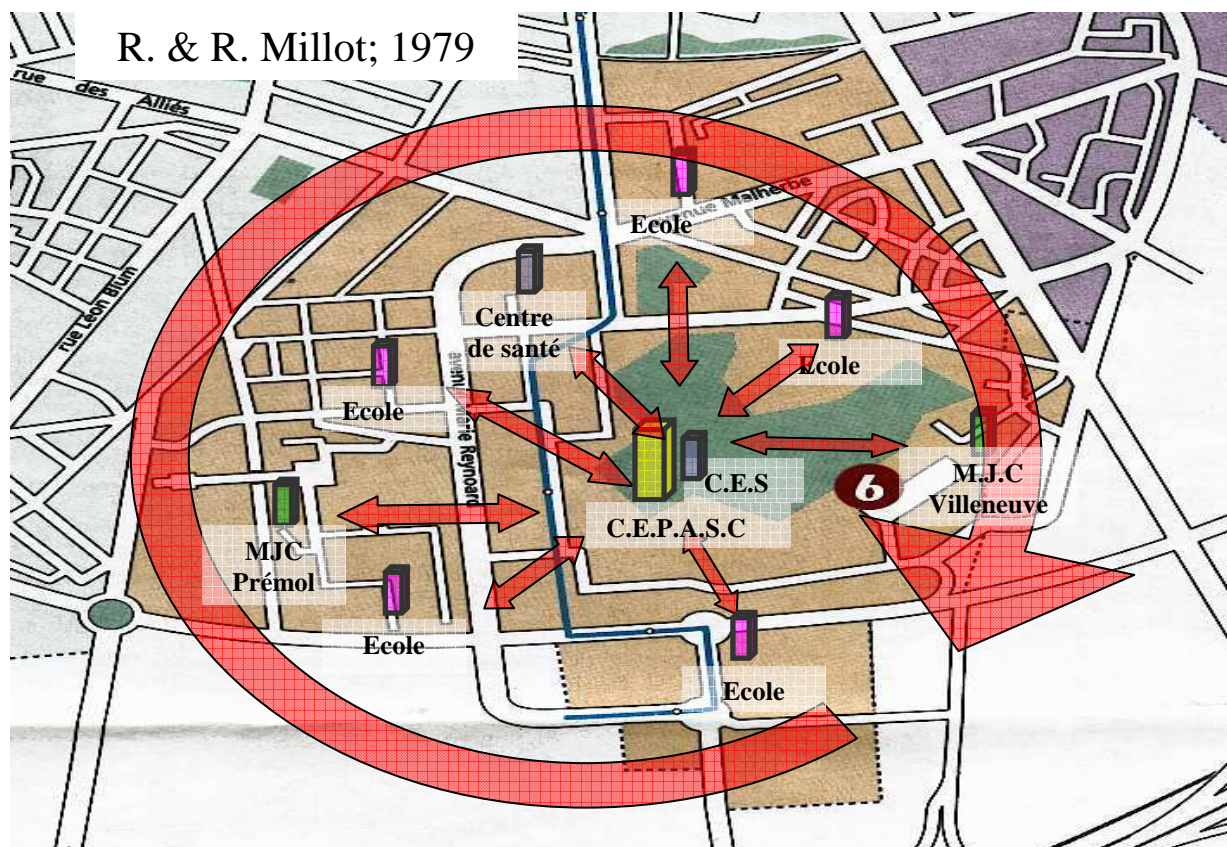 R. & R. Millot; 1979
rue
des
Alliés
rue Léon Blum
Malherbe
Ecole
Centre
de santé
Ecole
Ecole
avenue Marie Reynoard
C.E.S
6
M.J.C
Villeneuve
C.E.P.A.S.C
MJC
Prémol
Ecole
Ecole